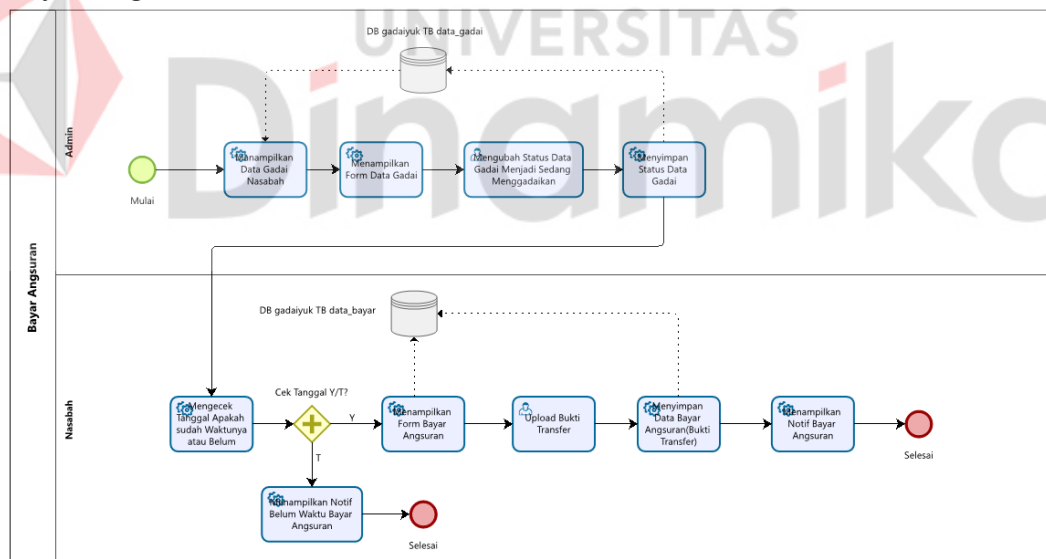 UNIVERSITAS
Dinamika
DB gadaiyuk TB data_gadai
Bayar Angsuran
Admin
Mulai
Manampilkan
Data Gadai
Nasabah
Menampilkan
Form Data Gadai
Mengubah Status Data
Gadai Menjadi Sedang
Menggadaikan
Menyimpan
Status Data
Gadai
Nasabah
DB gadaiyuk TB data_bayar
Mengecek
Tanggal Apakah
sudah Waktunya
atau Belum
Cek Tanggal Y/T?
Y
T
Menampilkan
Form Bayar
Angsuran
Upload Bukti
Transfer
Menyimpan
Data Bayar
Angsuran(Bukti
Transfer)
Menampilkan
Notif Bayar
Angsuran
Selesai
Menampilkan Notif
Belum Waktu Bayar
Angsuran
Selesai